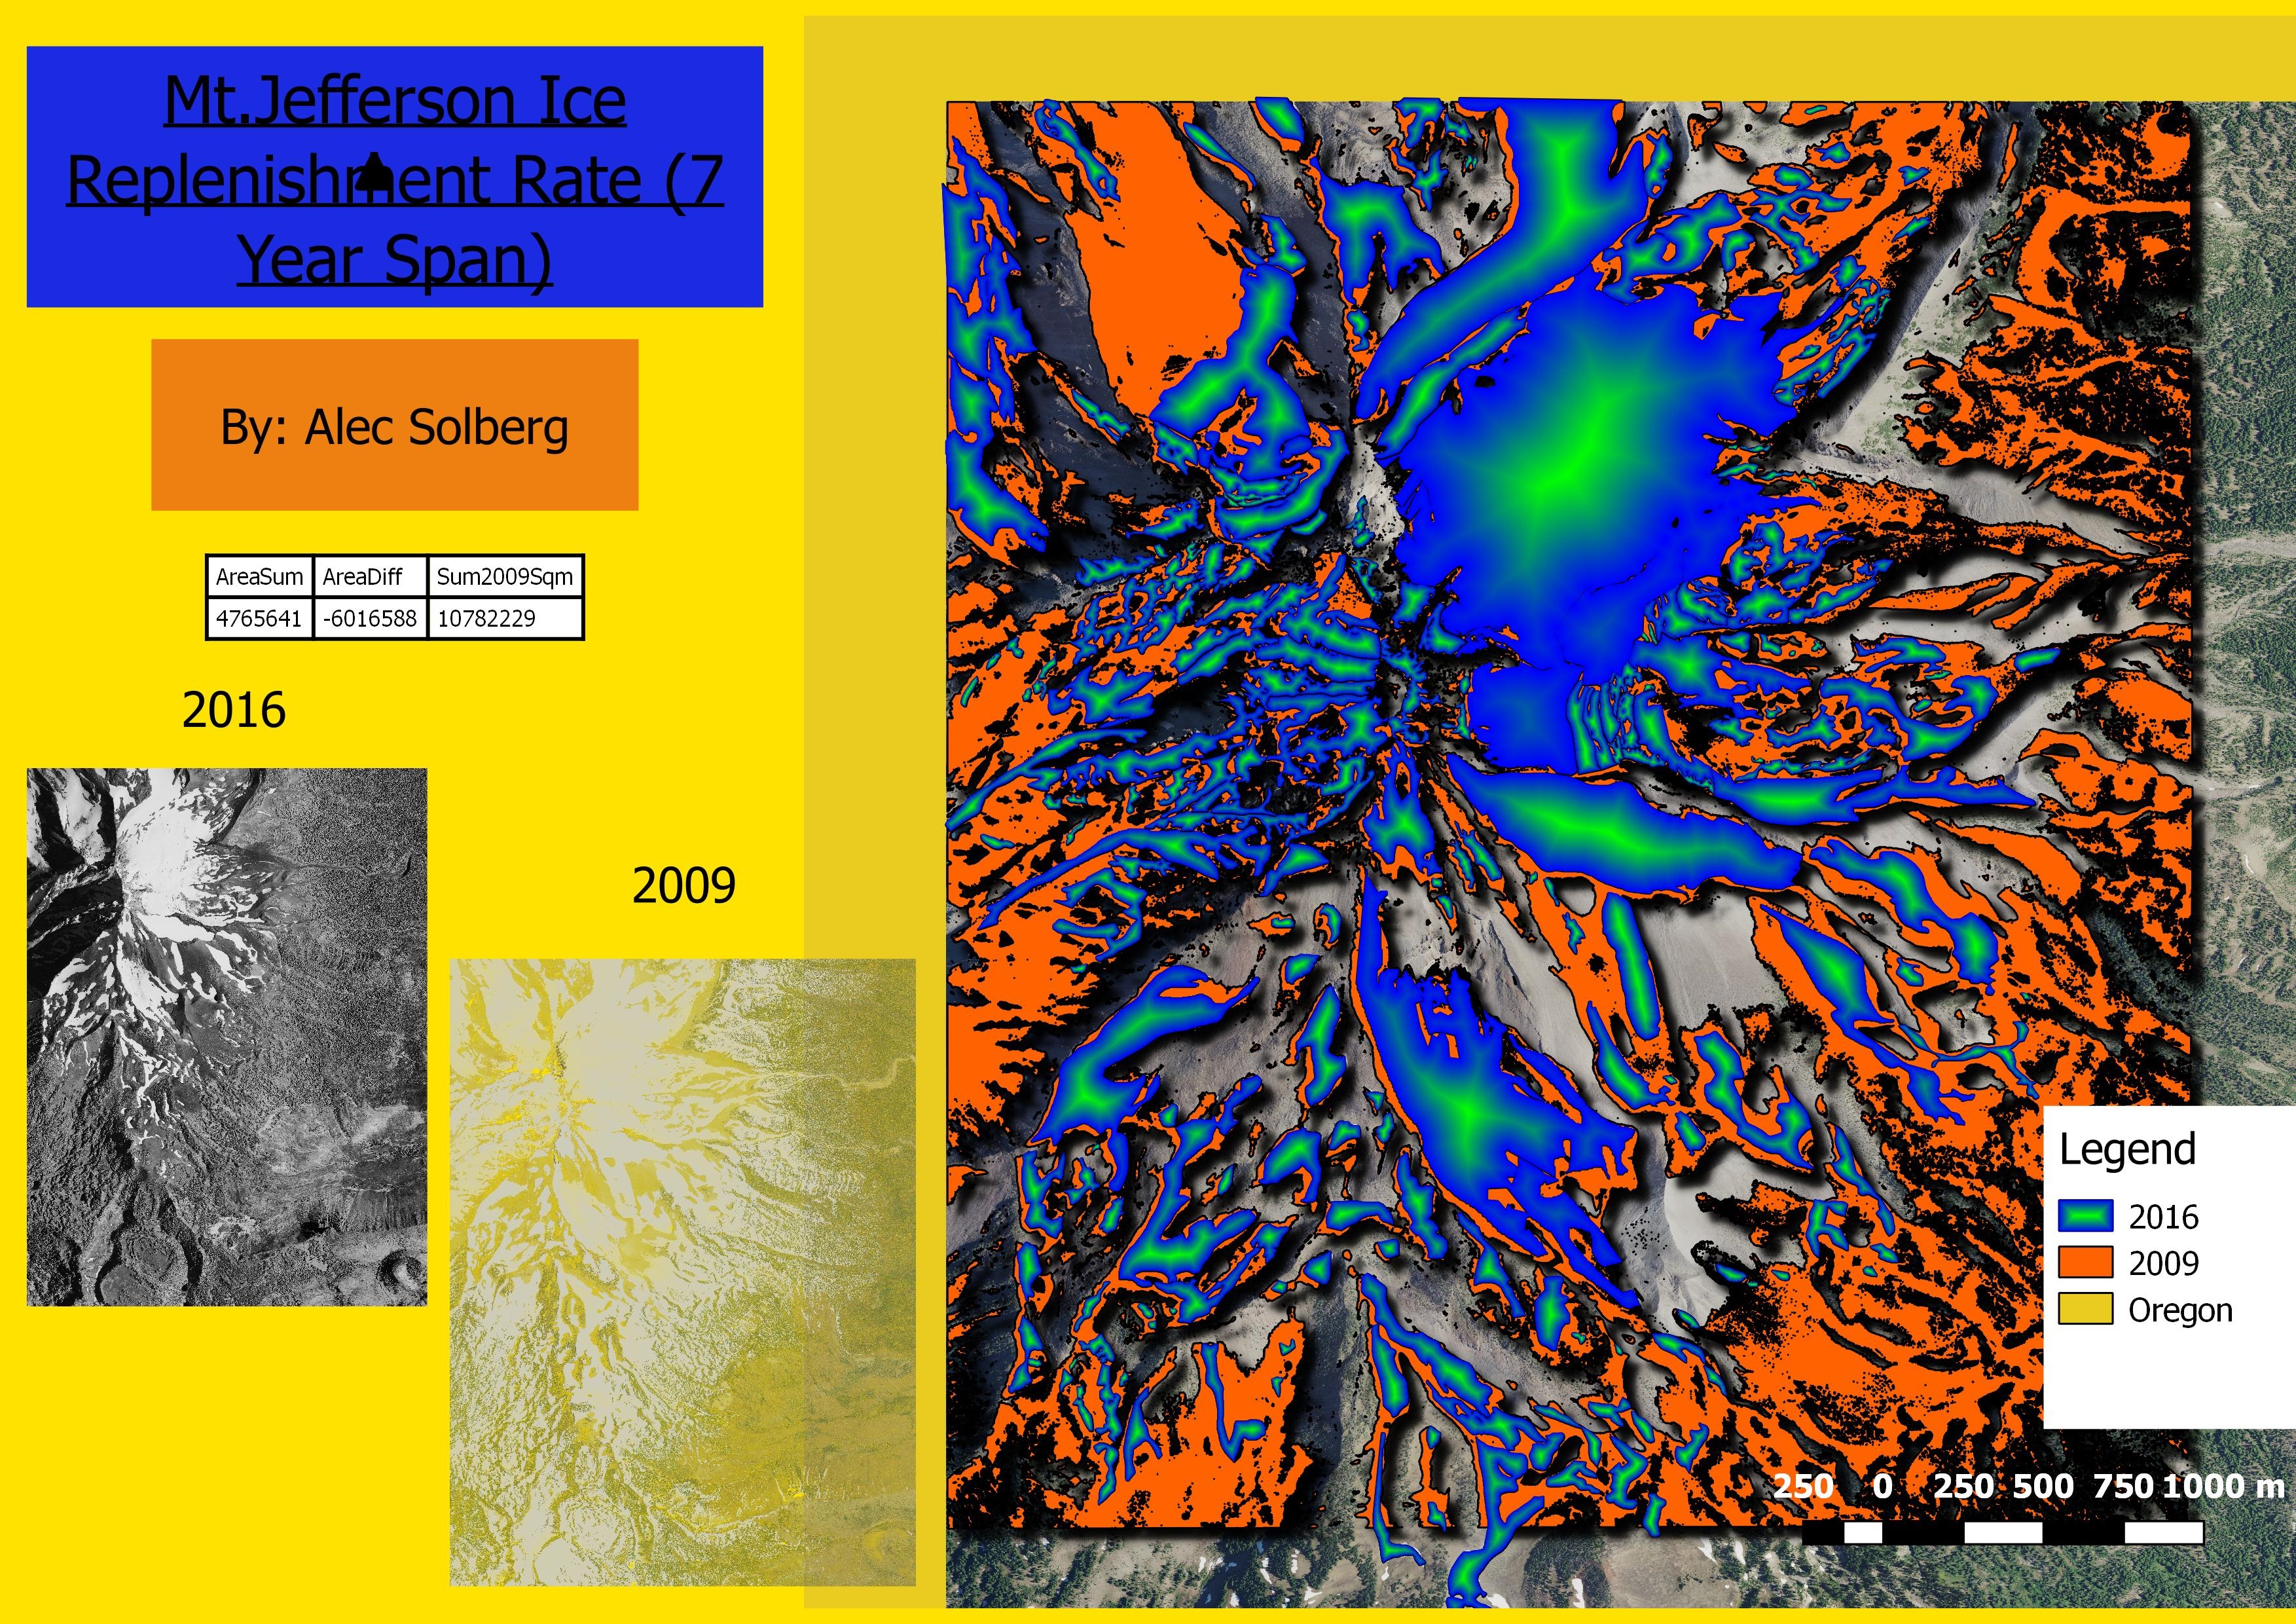 Mt.Jefferson Ice
Replenishment Rate (7
Year Span)
By: Alec Solberg
AreaSum AreaDiff Sum2009Sqm
4765641 -6016588 10782229
2016
2009
Legend
2016
2009
Oregon
250 0 250 500 750 1000 m